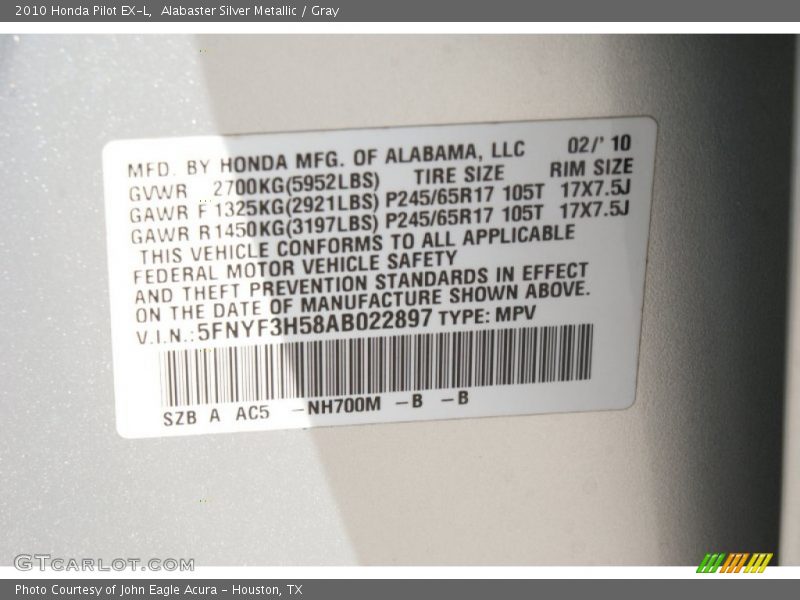 2010 Honda Pilot EX-L, Alabaster Silver Metallic / Gray
MFD. BY HONDA MFG. OF ALABAMA, LLC 02/' 10
GVWR 2700KG(5952LBS) TIRE SIZE RIM SIZE
GAWR F 1325KG(2921LBS) P245/65R17 105T 17X7.5J
GAWR R 1450KG(3197LBS) P245/65R17 105T 17X7.5J
THIS VEHICLE CONFORMS TO ALL APPLICABLE
FEDERAL MOTOR VEHICLE SAFETY
AND THEFT PREVENTION STANDARDS IN EFFECT
ON THE DATE OF MANUFACTURE SHOWN ABOVE.
V.I.N.: 5FNYF3H58AB022897 TYPE: MPV
SZB A AC5 -NH700M -B -B
GTCARLOT.COM
Photo Courtesy of John Eagle Acura - Houston, TX